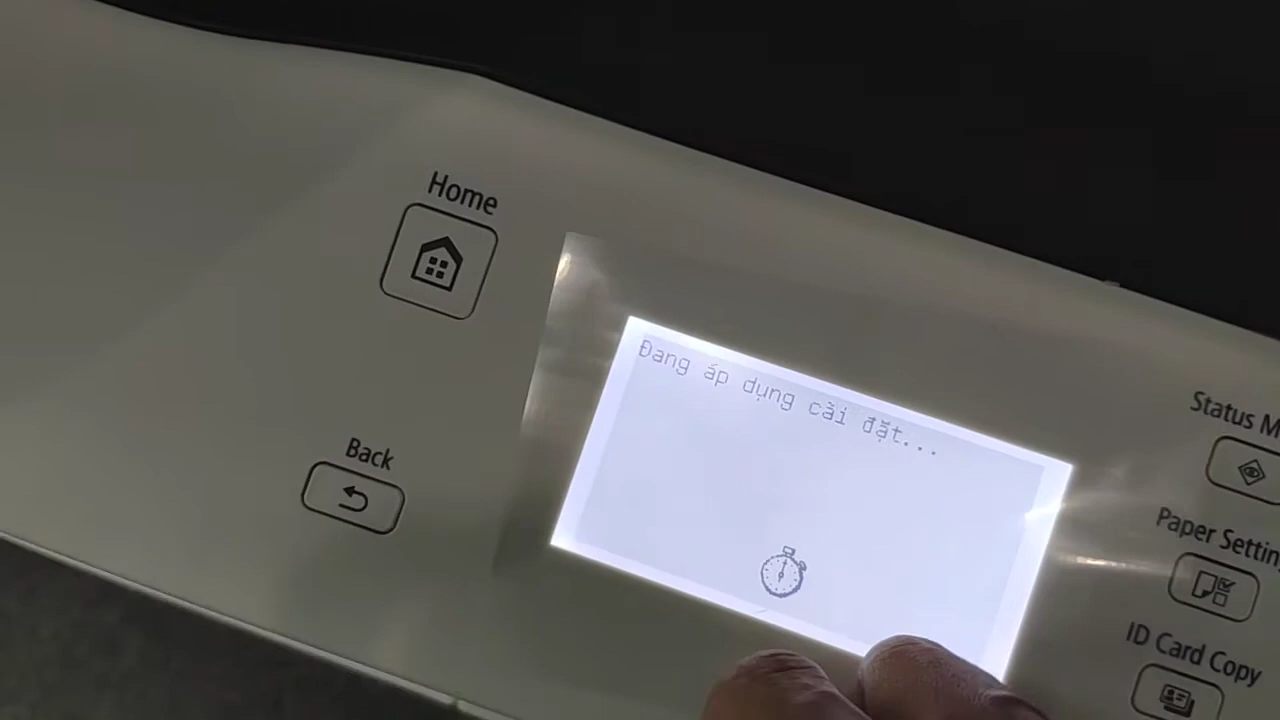 Home
Đang áp dụng cài đặt...
Back
Status M
Paper Settin
ID Card Copy